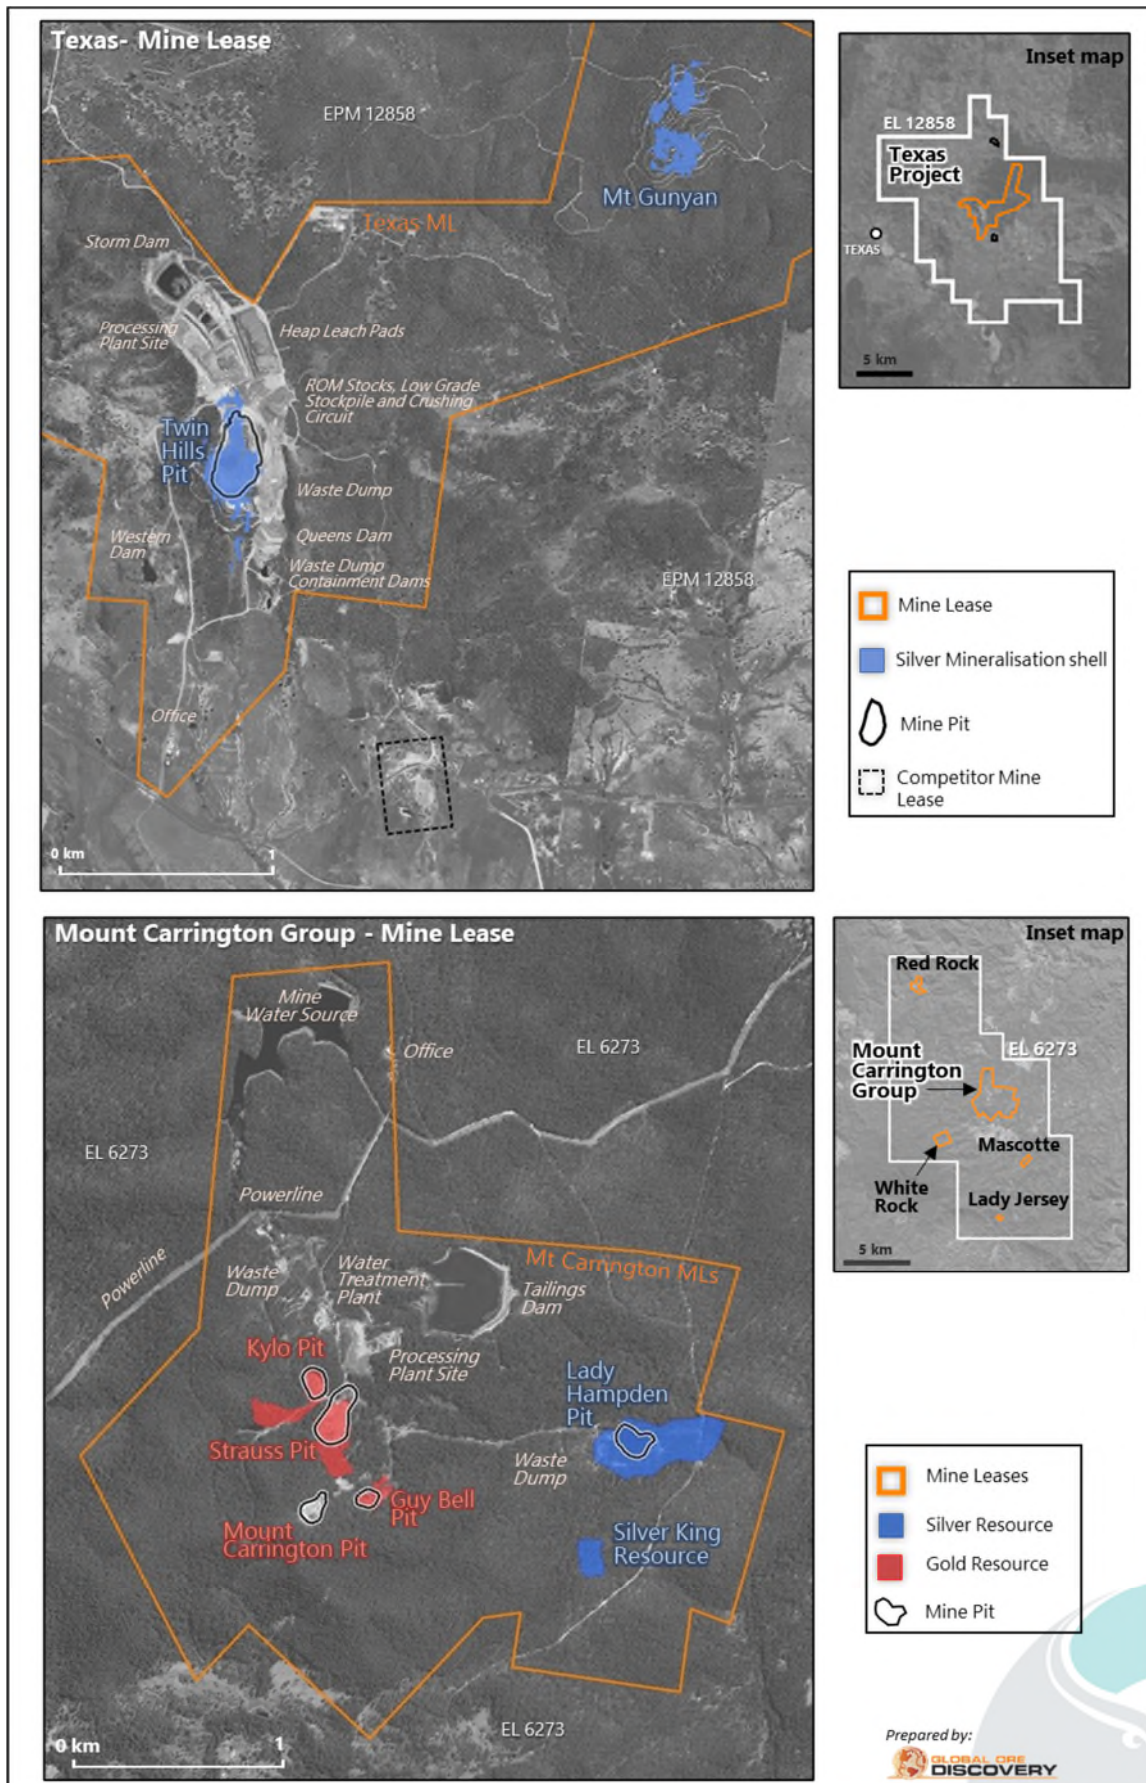 Texas- Mine Lease
EPM 12858
Mt Gunyan
Texas ML
Storm Dam
Processing
Plant Site
Heap Leach Pads
ROM Stocks, Low Grade
Stockpile and Crushing
Circuit
Twin
Hills
Pit
Waste Dump
Western
Dam
Queens Dam
Waste Dump
Containment Dams
EPM 12858
Office
0 km
1
Inset map
EL 12858
Texas
Project
TEXAS
5 km
Mine Lease
Silver Mineralisation shell
Mine Pit
Competitor Mine
Lease
Mount Carrington Group - Mine Lease
Mine
Water Source
Office
EL 6273
EL 6273
Powerline
Powerline
Waste
Dump
Water
Treatment
Plant
Mt Carrington MLs
Tailings
Dam
Kylo Pit
Processing
Plant Site
Lady
Hampden
Pit
Strauss Pit
Waste
Dump
Guy Bell
Pit
Mount
Carrington Pit
Silver King
Resource
EL 6273
0 km
1
Inset map
Red Rock
EL 6273
Mount
Carrington
Group
Mascotte
White
Rock
Lady Jersey
5 km
Mine Leases
Silver Resource
Gold Resource
Mine Pit
Prepared by:
GLOBAL ORE
DISCOVERY